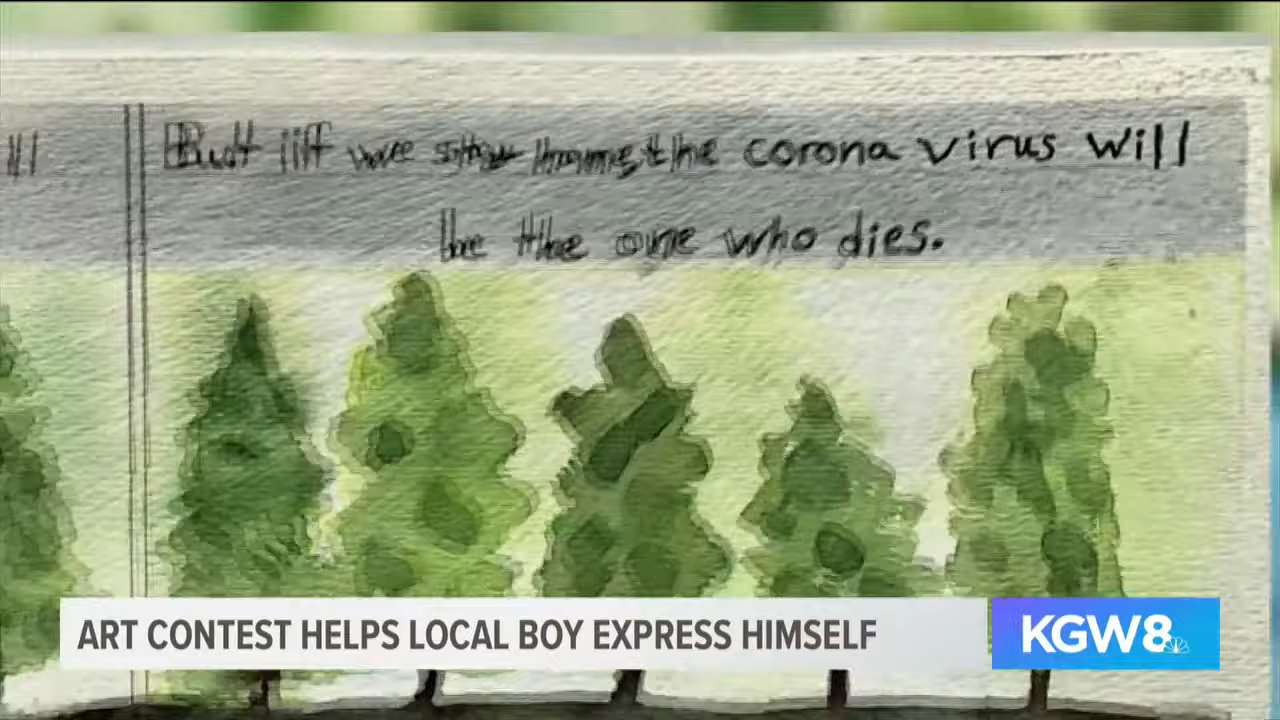 But if we stay home, the corona virus will
be the one who dies.
ART CONTEST HELPS LOCAL BOY EXPRESS HIMSELF
KGW8